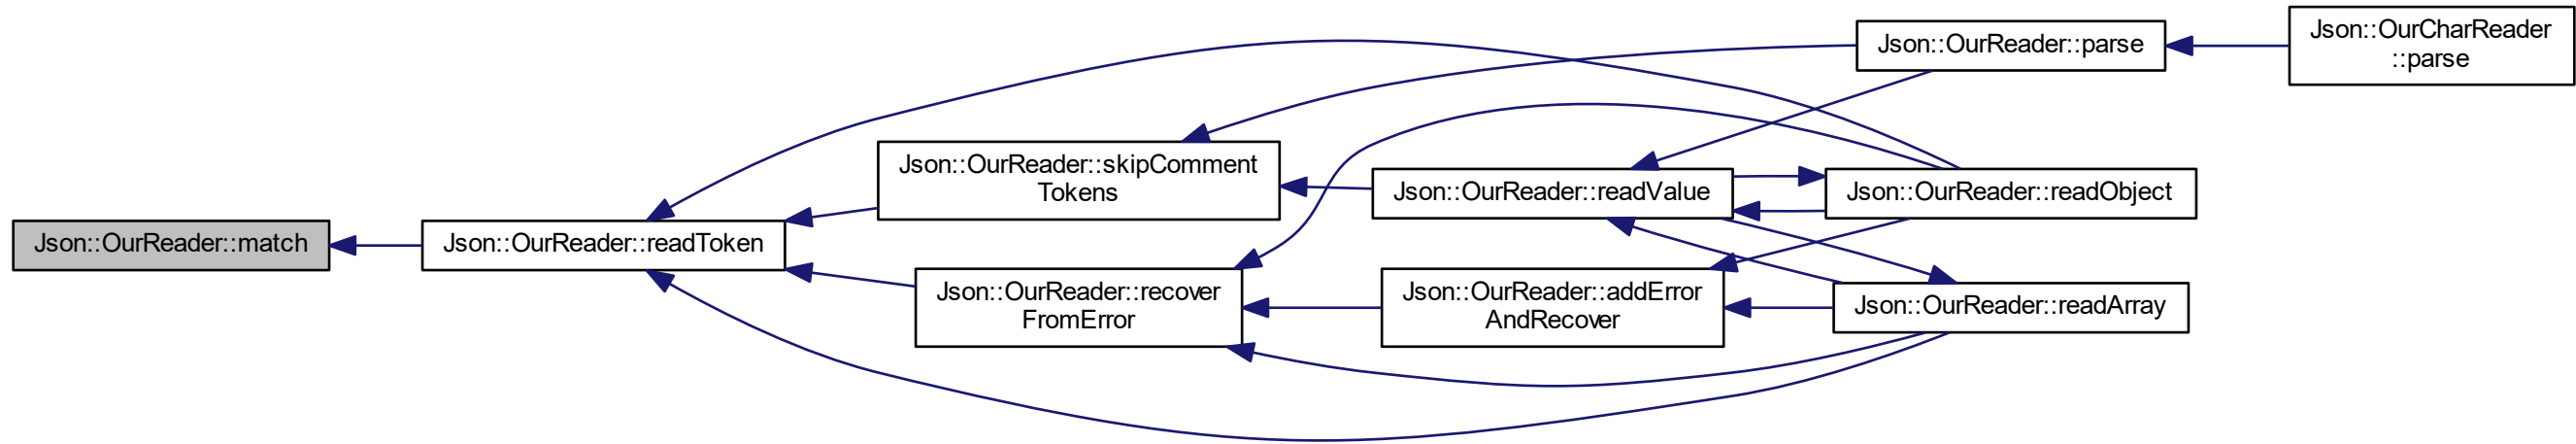 Json::OurReader::match
Json::OurReader::readToken
Json::OurReader::skipComment
Tokens
Json::OurReader::recover
FromError
Json::OurReader::readValue
Json::OurReader::addError
AndRecover
Json::OurReader::parse
Json::OurReader::readObject
Json::OurReader::readArray
Json::OurCharReader
::parse